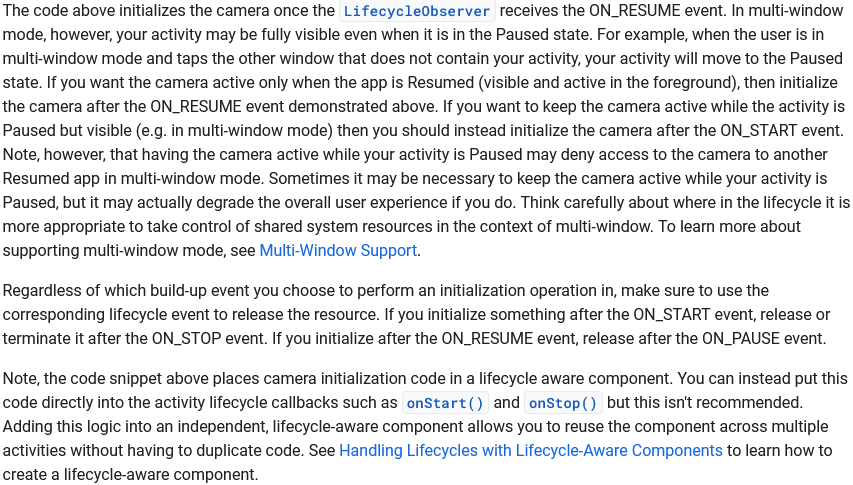 The code above initializes the camera once the LifecycleObserver receives the ON_RESUME event. In multi-window
mode, however, your activity may be fully visible even when it is in the Paused state. For example, when the user is in
multi-window mode and taps the other window that does not contain your activity, your activity will move to the Paused
state. If you want the camera active only when the app is Resumed (visible and active in the foreground), then initialize
the camera after the ON_RESUME event demonstrated above. If you want to keep the camera active while the activity is
Paused but visible (e.g. in multi-window mode) then you should instead initialize the camera after the ON_START event.
Note, however, that having the camera active while your activity is Paused may deny access to the camera to another
Resumed app in multi-window mode. Sometimes it may be necessary to keep the camera active while your activity is
Paused, but it may actually degrade the overall user experience if you do. Think carefully about where in the lifecycle it is
more appropriate to take control of shared system resources in the context of multi-window. To learn more about
supporting multi-window mode, see Multi-Window Support.
Regardless of which build-up event you choose to perform an initialization operation in, make sure to use the
corresponding lifecycle event to release the resource. If you initialize something after the ON_START event, release or
terminate it after the ON_STOP event. If you initialize after the ON_RESUME event, release after the ON_PAUSE event.
Note, the code snippet above places camera initialization code in a lifecycle aware component. You can instead put this
code directly into the activity lifecycle callbacks such as onStart() and onStop() but this isn't recommended.
Adding this logic into an independent, lifecycle-aware component allows you to reuse the component across multiple
activities without having to duplicate code. See Handling Lifecycles with Lifecycle-Aware Components to learn how to
create a lifecycle-aware component.